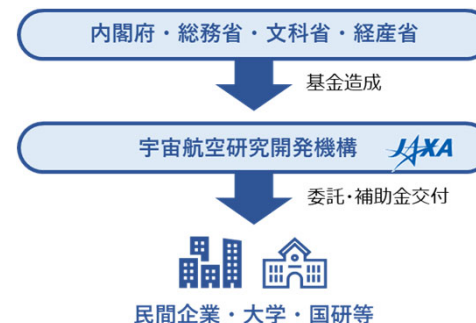 内閣府・総務省・文科省・経産省
基金造成
宇宙航空研究開発機構 JAXA
委託・補助金交付
民間企業・大学・国研等